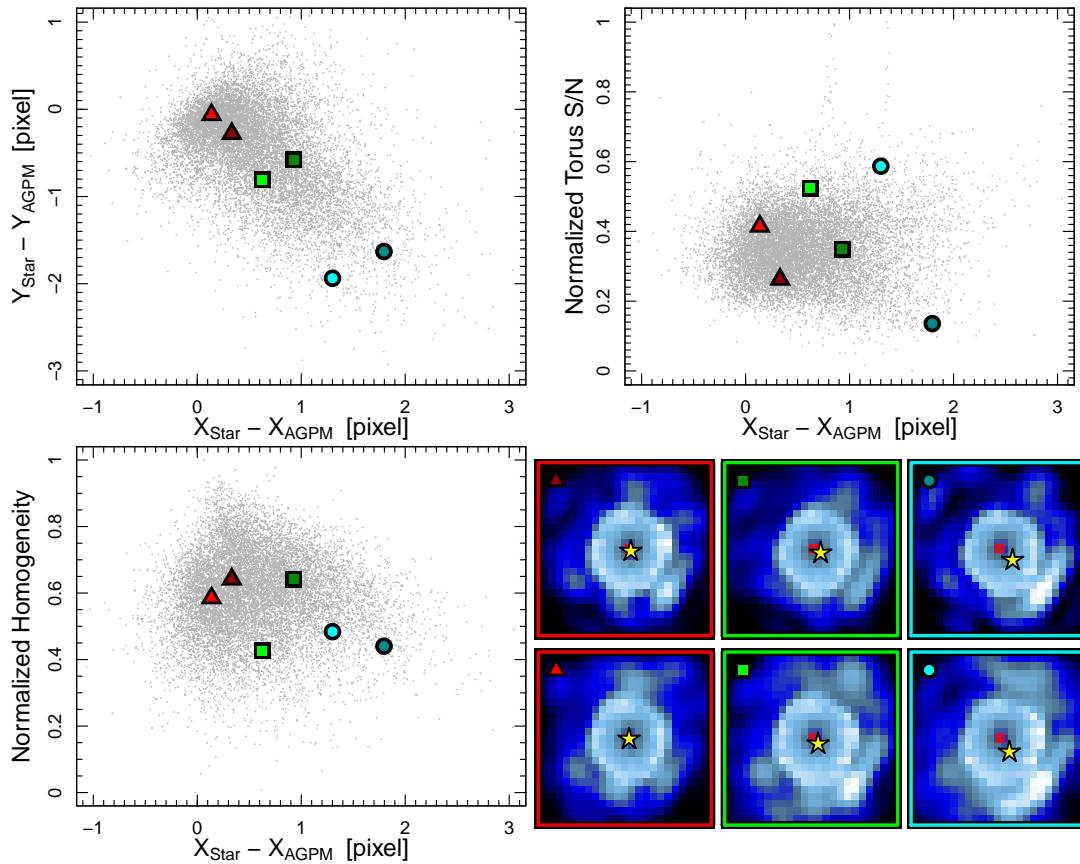 Y_Star − Y_AGPM [pixel]
0
−1
−2
−3
−1 0 1 2 3
X_Star − X_AGPM [pixel]
Normalized Torus S/N
1
0.8
0.6
0.4
0.2
0
−1 0 1 2 3
X_Star − X_AGPM [pixel]
Normalized Homogeneity
1
0.8
0.6
0.4
0.2
0
−1 0 1 2 3
X_Star − X_AGPM [pixel]